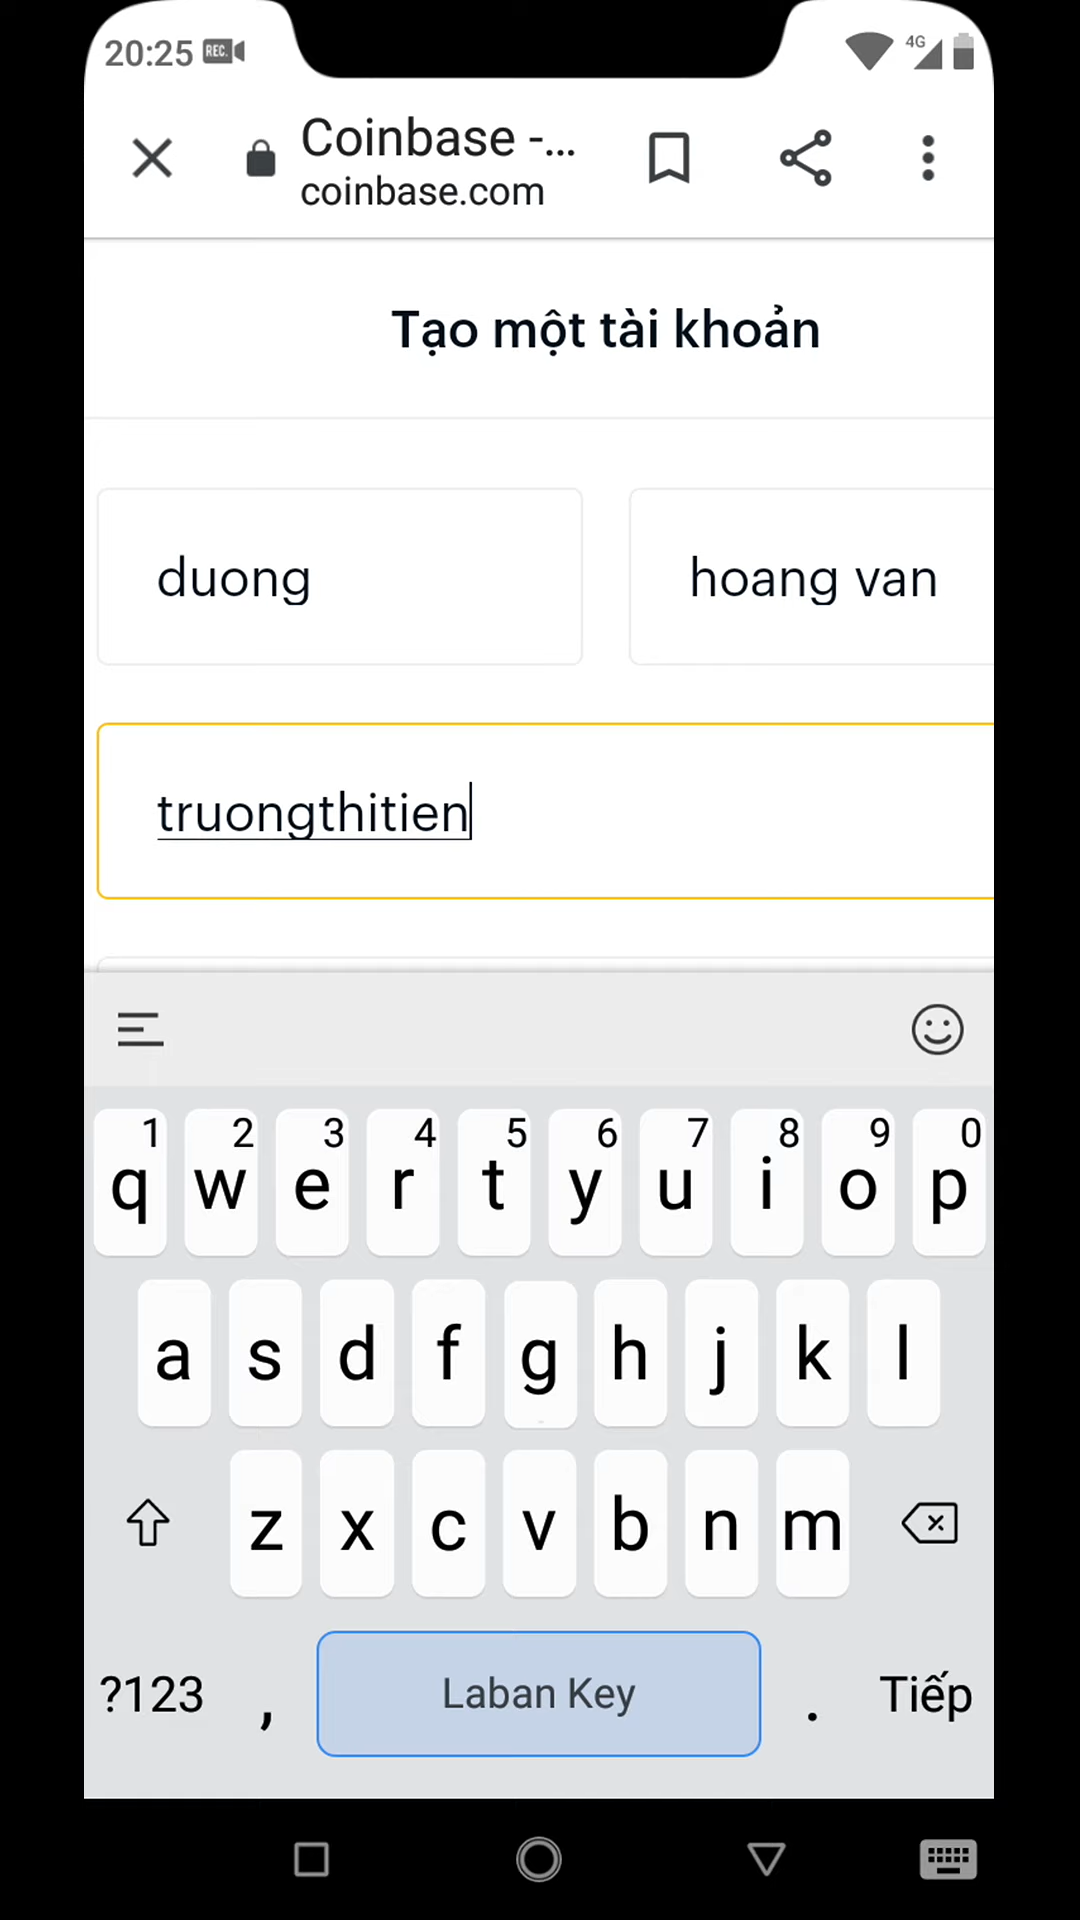 20:25 REC. 4G
Coinbase -...
coinbase.com
Tạo một tài khoản
duong hoang van
truongthitien
1 2 3 4 5 6 7 8 9 0
q w e r t y u i o p
a s d f g h j k l
z x c v b n m
?123 , Laban Key . Tiếp